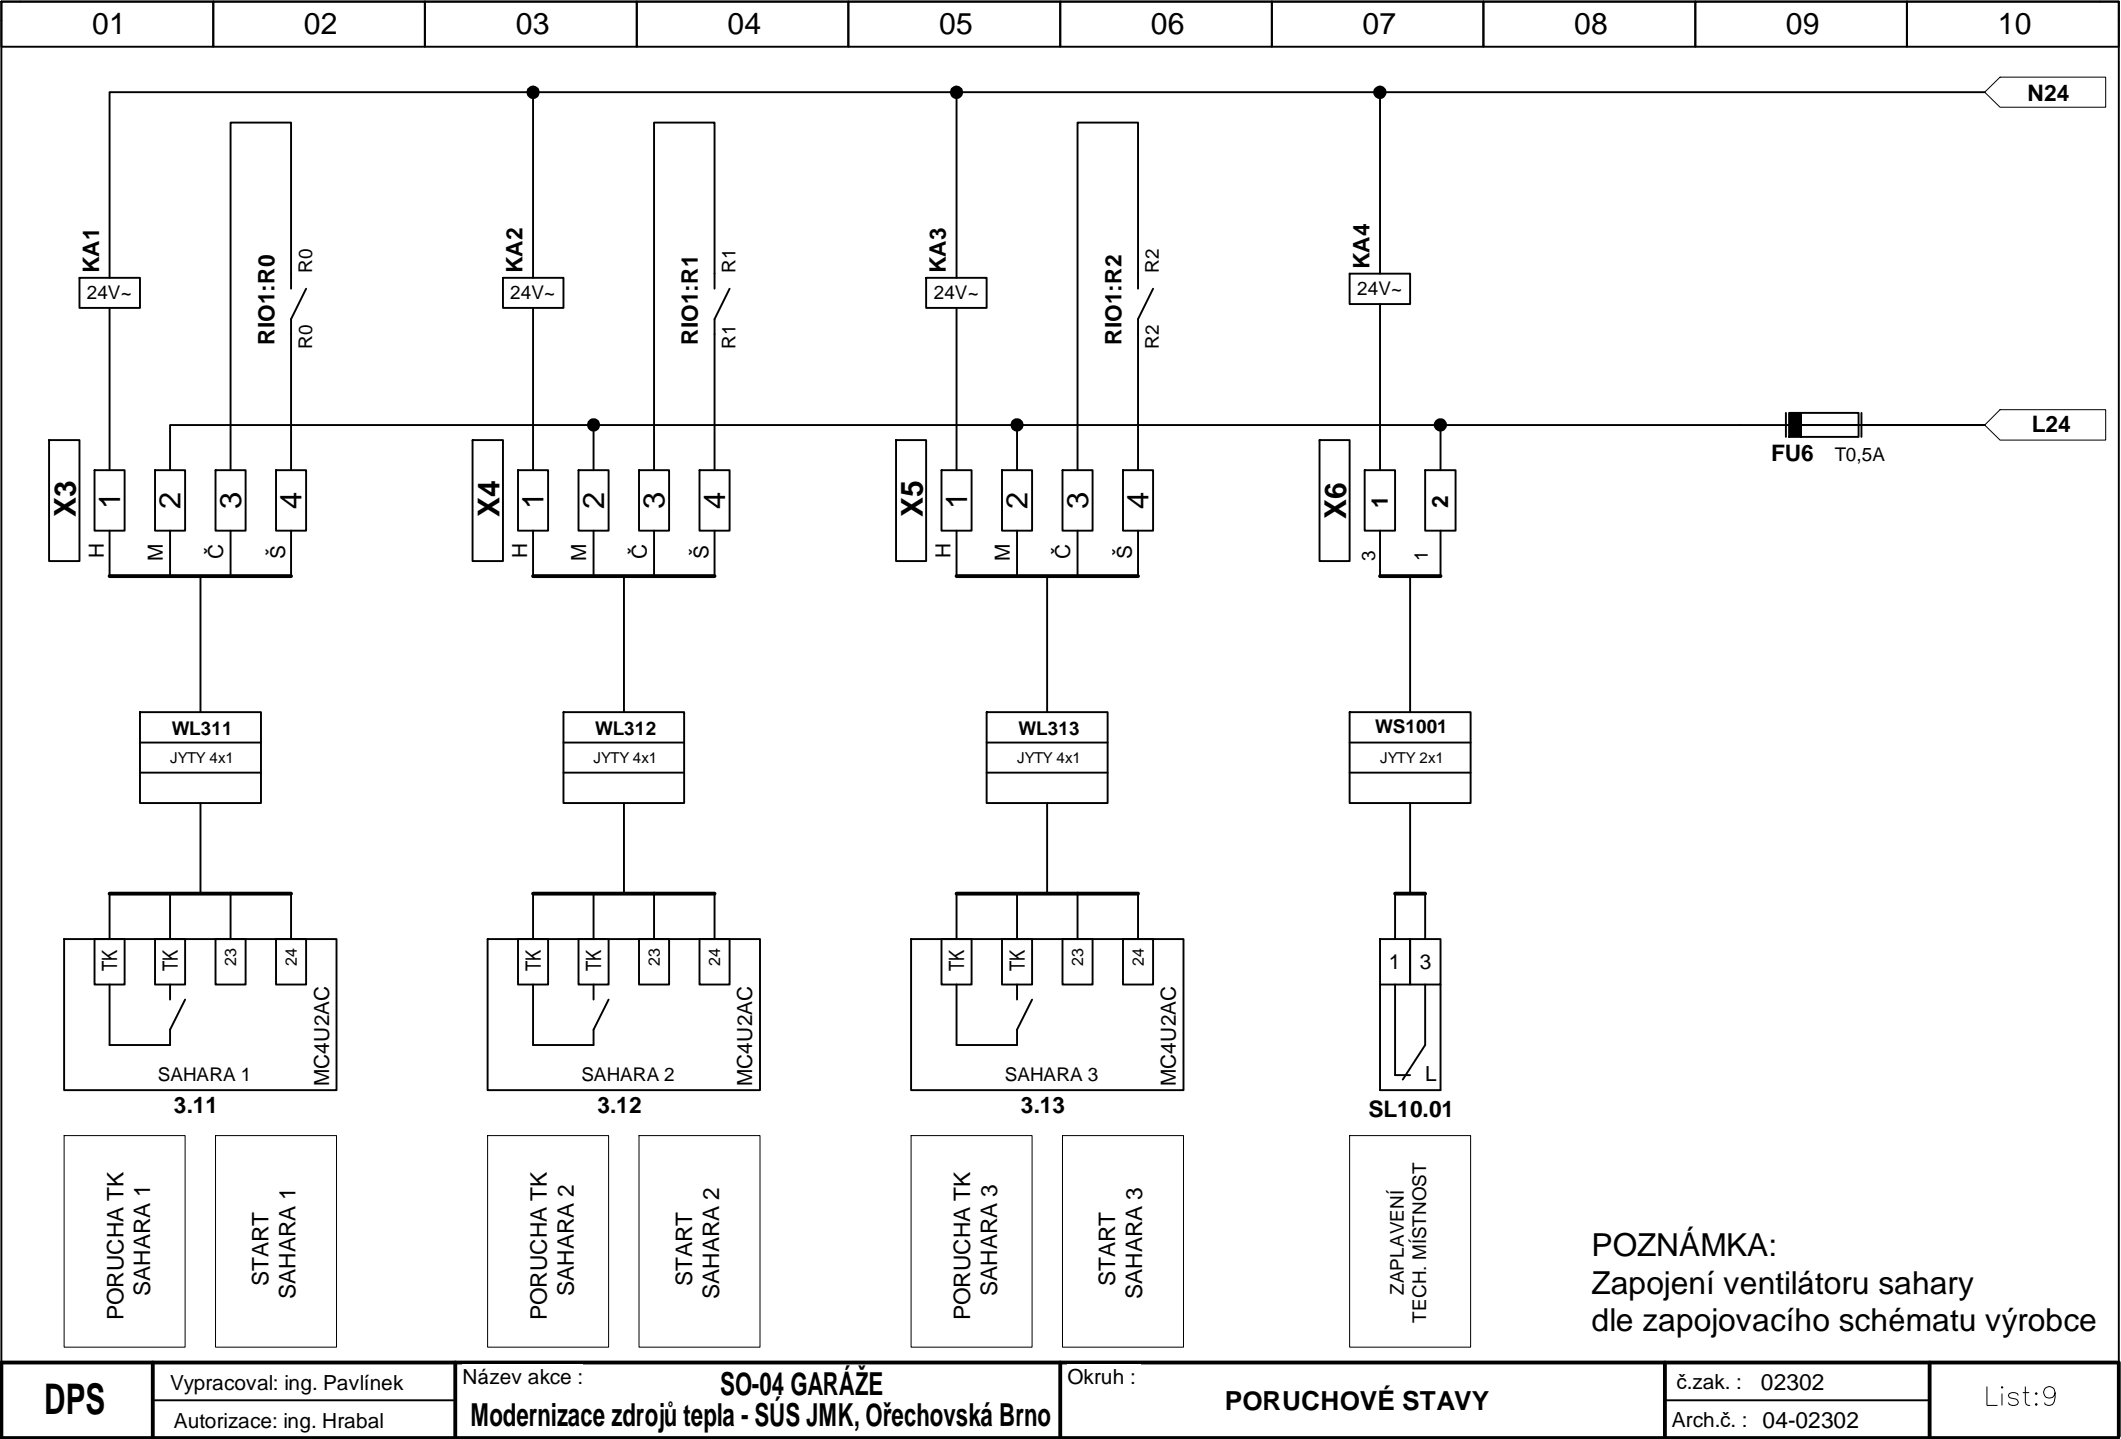 01 02 03 04 05 06 07 08 09 10
N24
KA1 24V~ RIO1:R0 R0 R0
KA2 24V~ RIO1:R1 R1 R1
KA3 24V~ RIO1:R2 R2 R2
KA4 24V~
L24
FU6 T0,5A
X3 1 2 3 4
H M Č Š
X4 1 2 3 4
H M Č Š
X5 1 2 3 4
H M Č Š
X6 1 2
3 1
WL311
JYTY 4x1
WL312
JYTY 4x1
WL313
JYTY 4x1
WS1001
JYTY 2x1
TK TK 23 24
MC4U2AC
SAHARA 1
3.11
TK TK 23 24
MC4U2AC
SAHARA 2
3.12
TK TK 23 24
MC4U2AC
SAHARA 3
3.13
1 3
L
SL10.01
PORUCHA TK
SAHARA 1
START
SAHARA 1
PORUCHA TK
SAHARA 2
START
SAHARA 2
PORUCHA TK
SAHARA 3
START
SAHARA 3
ZAPLAVENÍ
TECH. MÍSTNOST
POZNÁMKA:
Zapojení ventilátoru sahary
dle zapojovacího schématu výrobce
DPS
Vypracoval: ing. Pavlínek
Autorizace: ing. Hrabal
Název akce :
SO-04 GARÁŽE
Modernizace zdrojů tepla - SÚS JMK, Ořechovská Brno
Okruh :
PORUCHOVÉ STAVY
č.zak. : 02302
Arch.č. : 04-02302
List:9